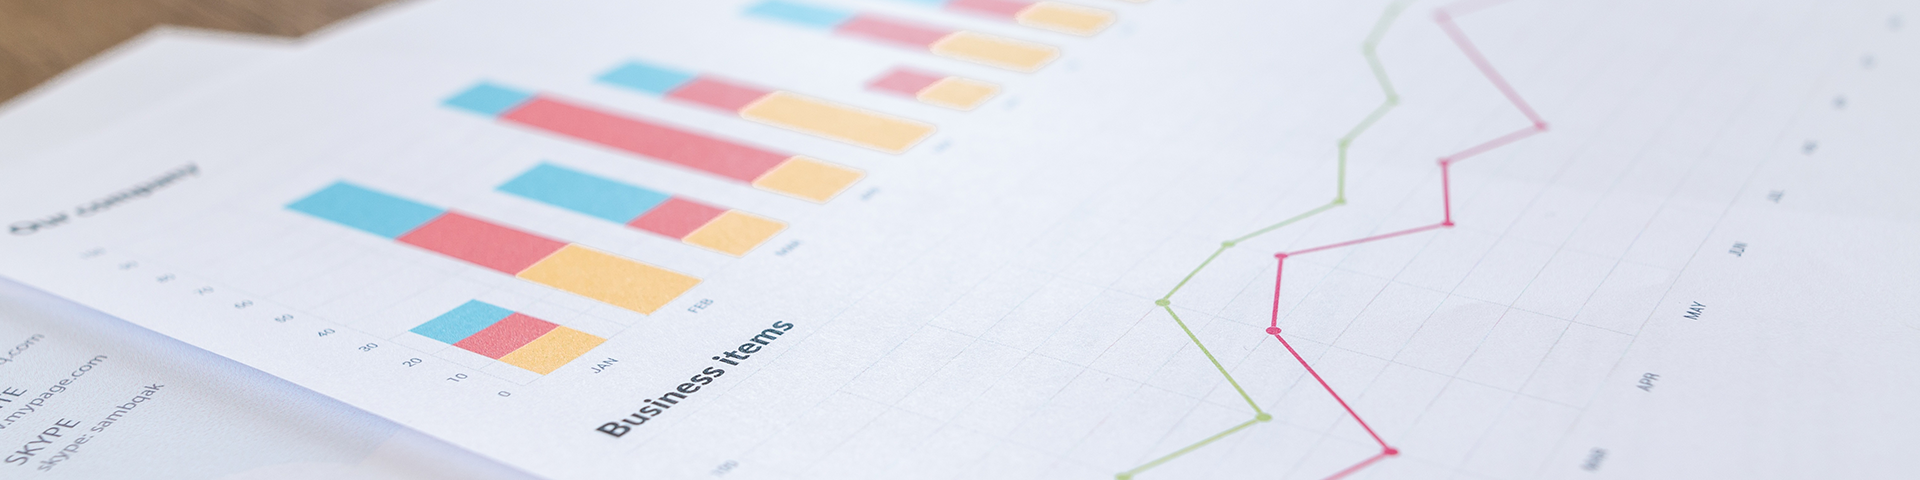 Our company
90
80
70
60
50
40
30
20
10
0
JAN
FEB
MAR
Business items
100
MAR
APR
MAY
JUN
JUL
q.com
TE
.mypage.com
SKYPE
skype: sambqak